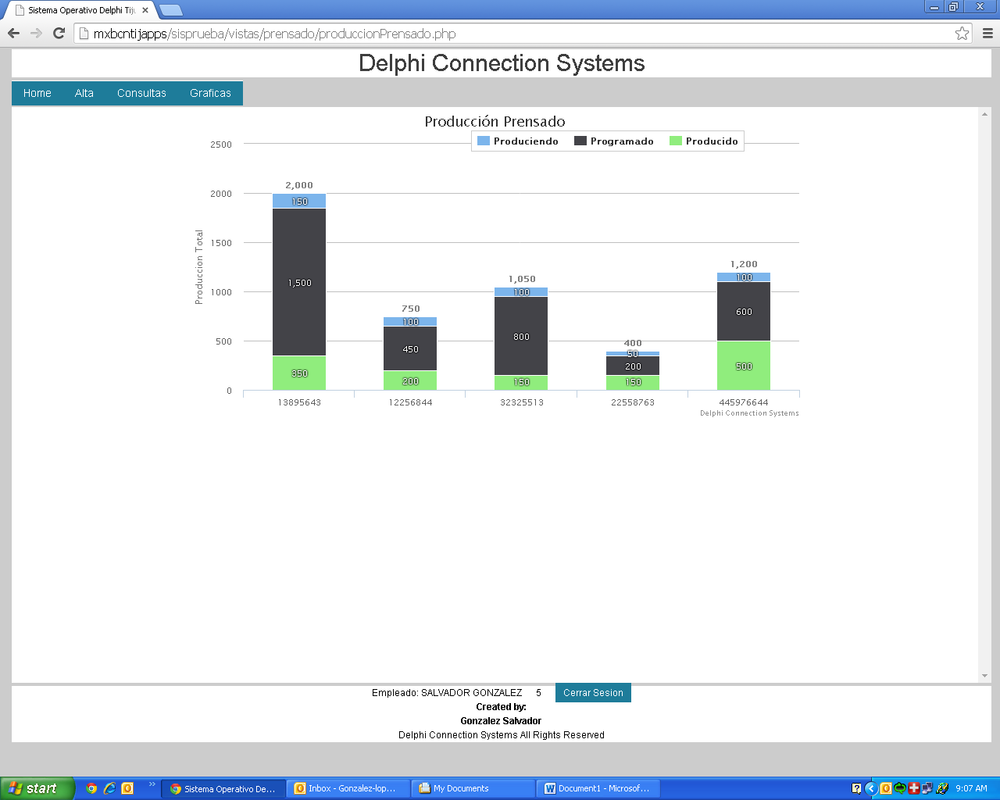 Sistema Operativo Delphi Tiju
mxbcntijapps/sisprueba/vistas/prensado/produccionPrensado.php
Delphi Connection Systems
Home Alta Consultas Graficas
Producción Prensado
Produciendo Programado Producido
Produccion Total
2500
2000
1500
1000
500
0
2,000
150
1,500
350
750
100
450
200
1,050
100
800
150
400
50
200
150
1,200
100
600
500
13895643 12256844 32325513 22558763 445976644
Delphi Connection Systems
Empleado: SALVADOR GONZALEZ 5 Cerrar Sesion
Created by:
Gonzalez Salvador
Delphi Connection Systems All Rights Reserved
start Sistema Operativo De... Inbox - Gonzalez-lop... My Documents Document1 - Microsof... 9:07 AM